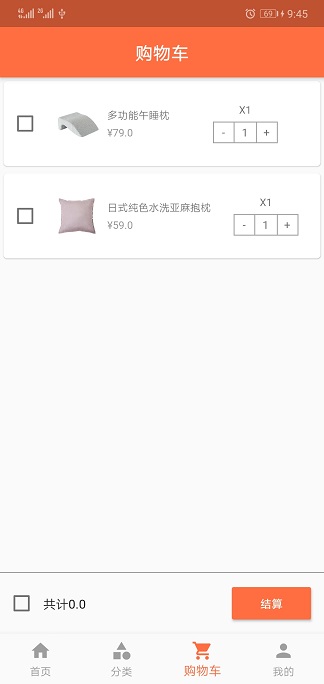 4G 2G 69 9:45
购物车
多功能午睡枕
¥79.0
X1
- 1 +
日式纯色水洗亚麻抱枕
¥59.0
X1
- 1 +
共计0.0
结算
首页 分类 购物车 我的